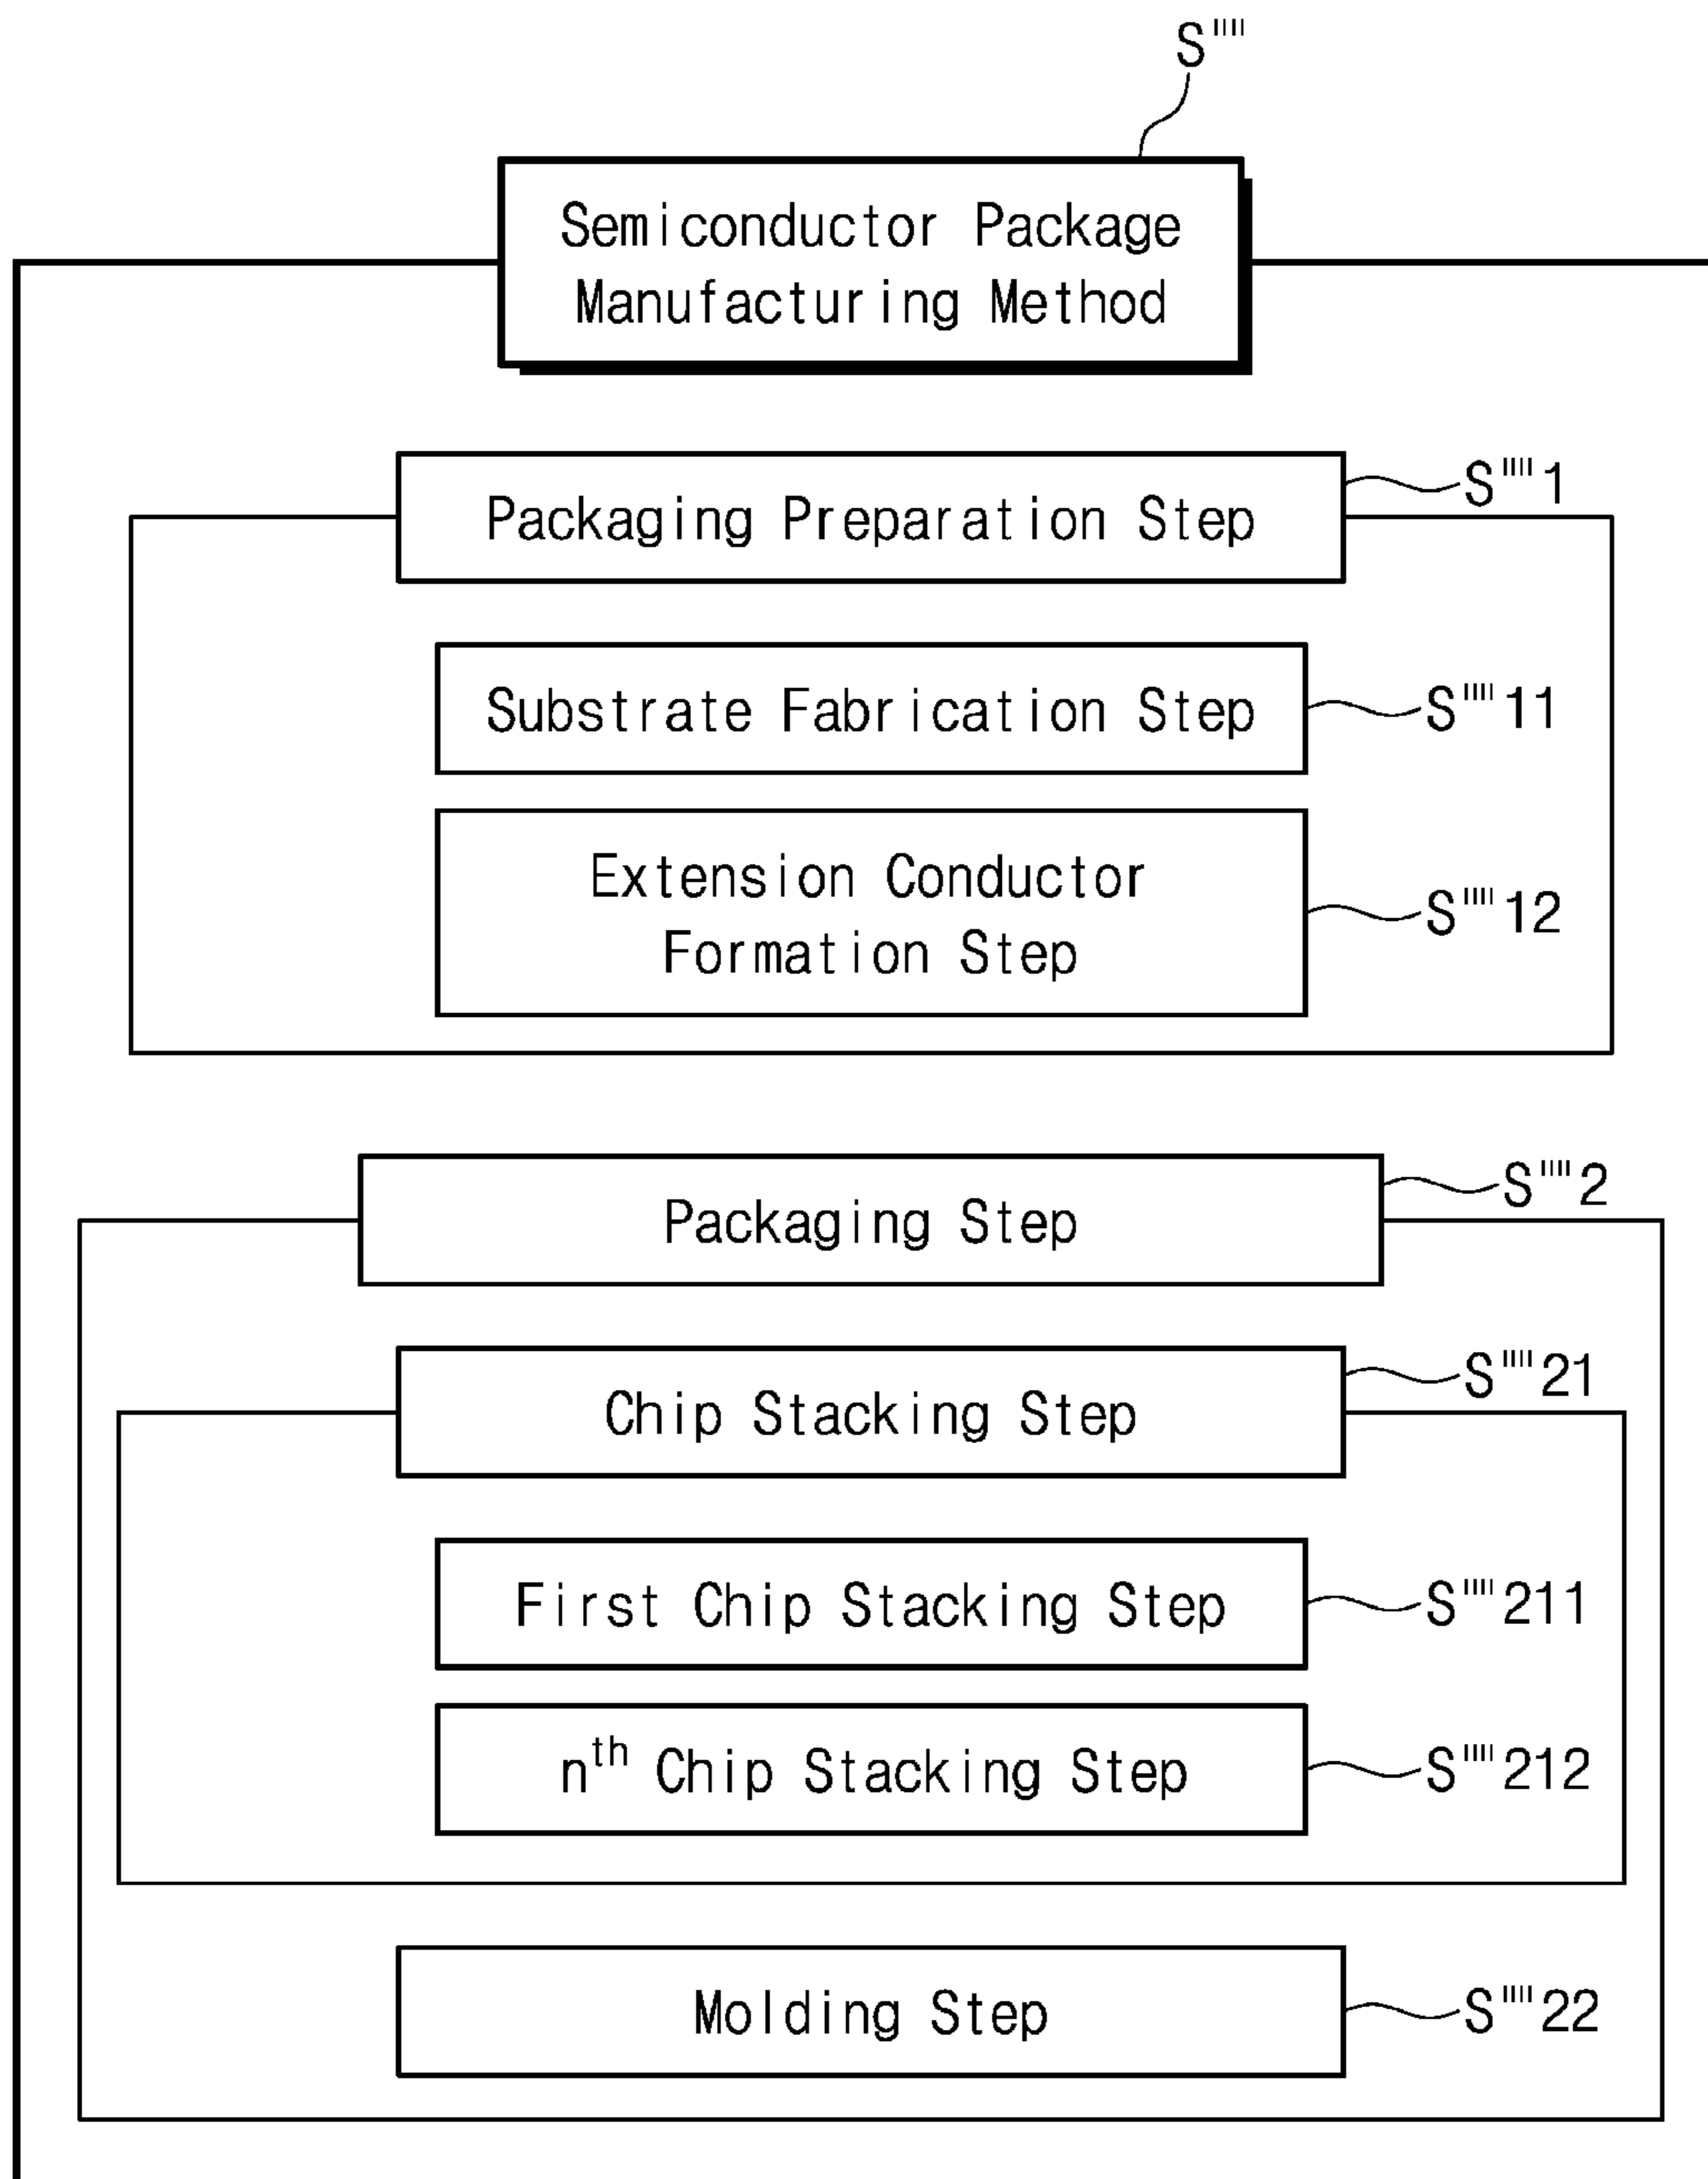 S''''
Semiconductor Package
Manufacturing Method
Packaging Preparation Step
S''''1
Substrate Fabrication Step
S''''11
Extension Conductor
Formation Step
S''''12
Packaging Step
S''''2
Chip Stacking Step
S''''21
First Chip Stacking Step
S''''211
nth Chip Stacking Step
S''''212
Molding Step
S''''22